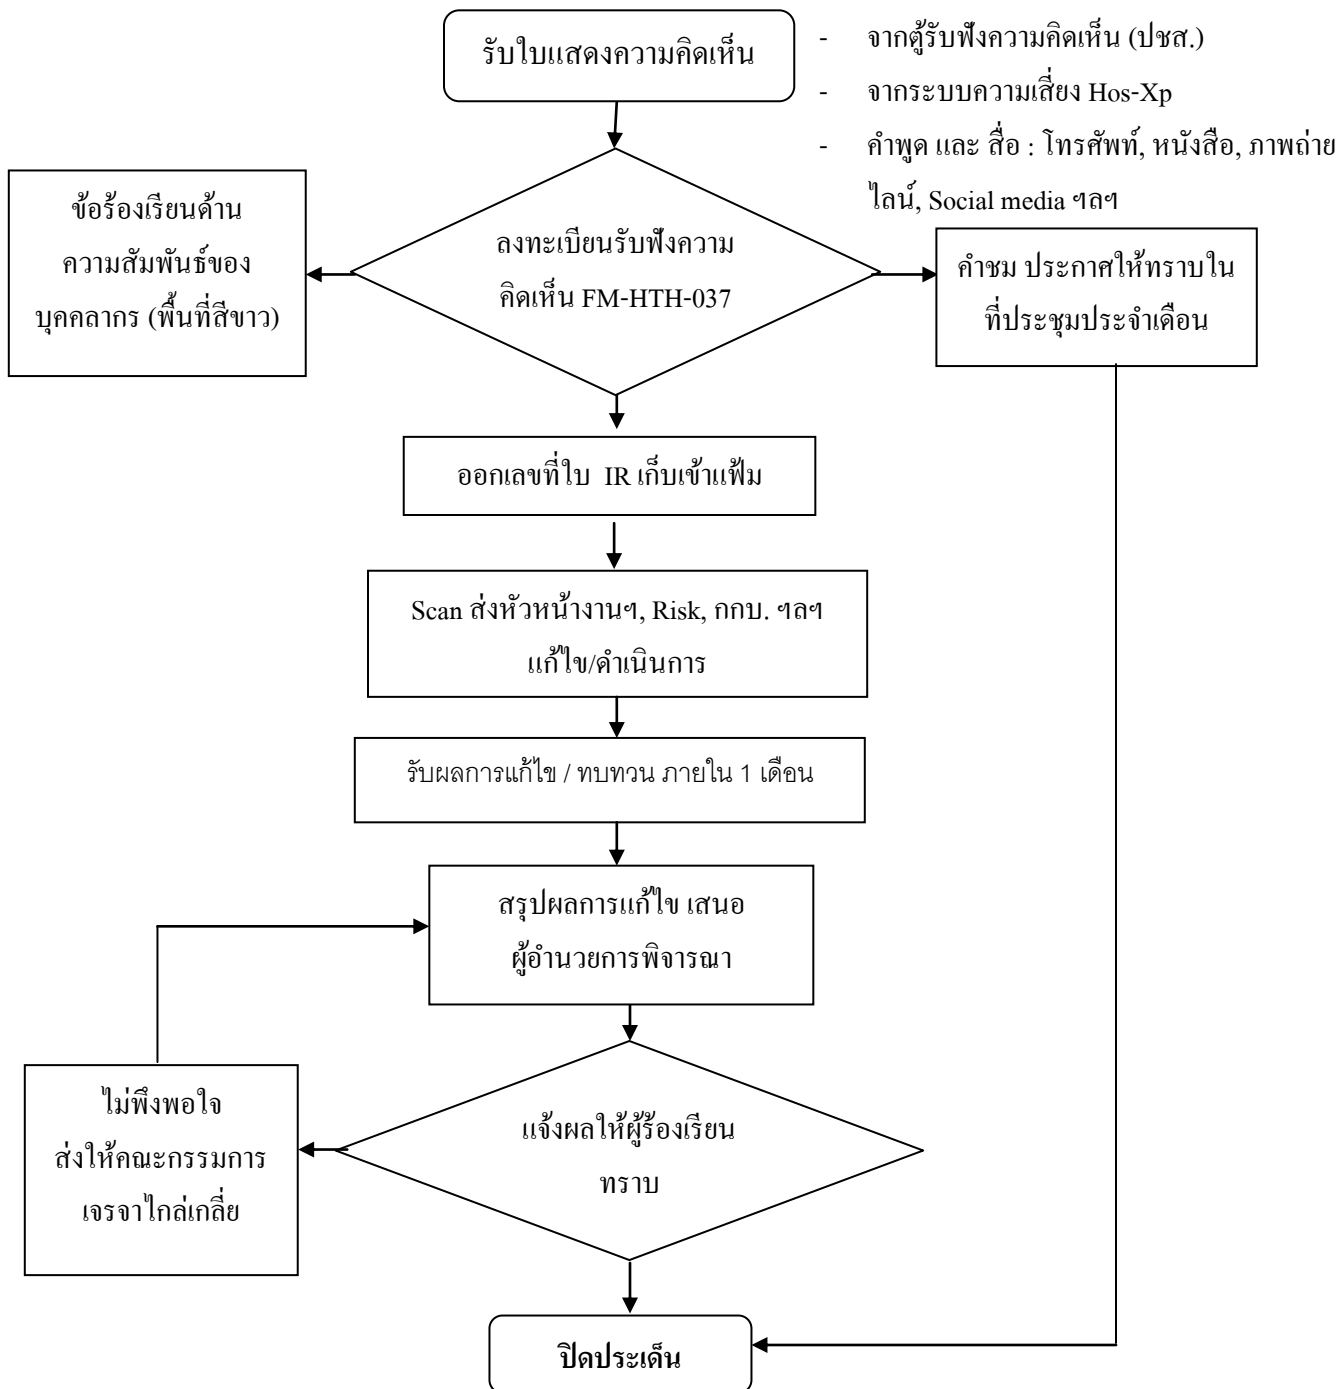 รับใบแสดงความคิดเห็น
- จากตู้รับฟังความคิดเห็น (ปชส.)
- จากระบบความเสี่ยง Hos-Xp
- คำพูด และ สื่อ : โทรศัพท์, หนังสือ, ภาพถ่าย
ไลน์, Social media ฯลฯ
ข้อร้องเรียนด้าน
ความสัมพันธ์ของ
บุคคลากร (พื้นที่สีขาว)
ลงทะเบียนรับฟังความ
คิดเห็น FM-HTH-037
คำชม ประกาศให้ทราบใน
ที่ประชุมประจำเดือน
ออกเลขที่ใบ IR เก็บเข้าแฟ้ม
Scan ส่งหัวหน้างานฯ, Risk, กกบ. ฯลฯ
แก้ไข/ดำเนินการ
รับผลการแก้ไข / ทบทวน ภายใน 1 เดือน
สรุปผลการแก้ไข เสนอ
ผู้อำนวยการพิจารณา
ไม่พึงพอใจ
ส่งให้คณะกรรมการ
เจรจาไกล่เกลี่ย
แจ้งผลให้ผู้ร้องเรียน
ทราบ
ปิดประเด็น